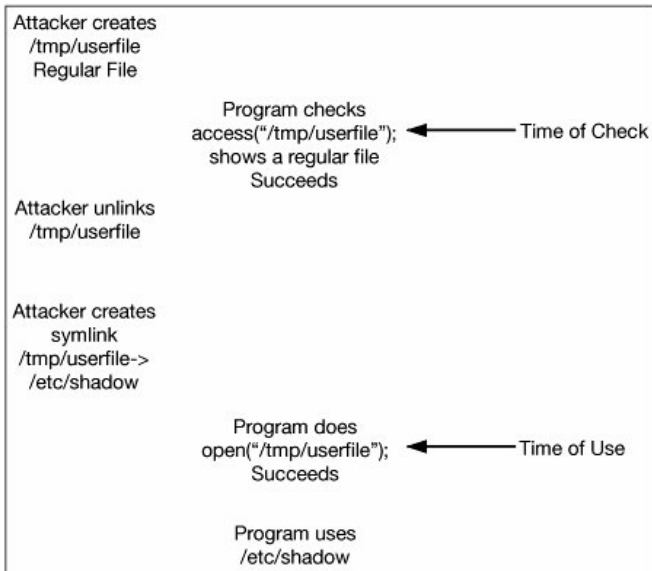 Attacker creates
/tmp/userfile
Regular File
Program checks
access(“/tmp/userfile”);
shows a regular file
Succeeds
Time of Check
Attacker unlinks
/tmp/userfile
Attacker creates
symlink
/tmp/userfile->
/etc/shadow
Program does
open(“/tmp/userfile”);
Succeeds
Time of Use
Program uses
/etc/shadow